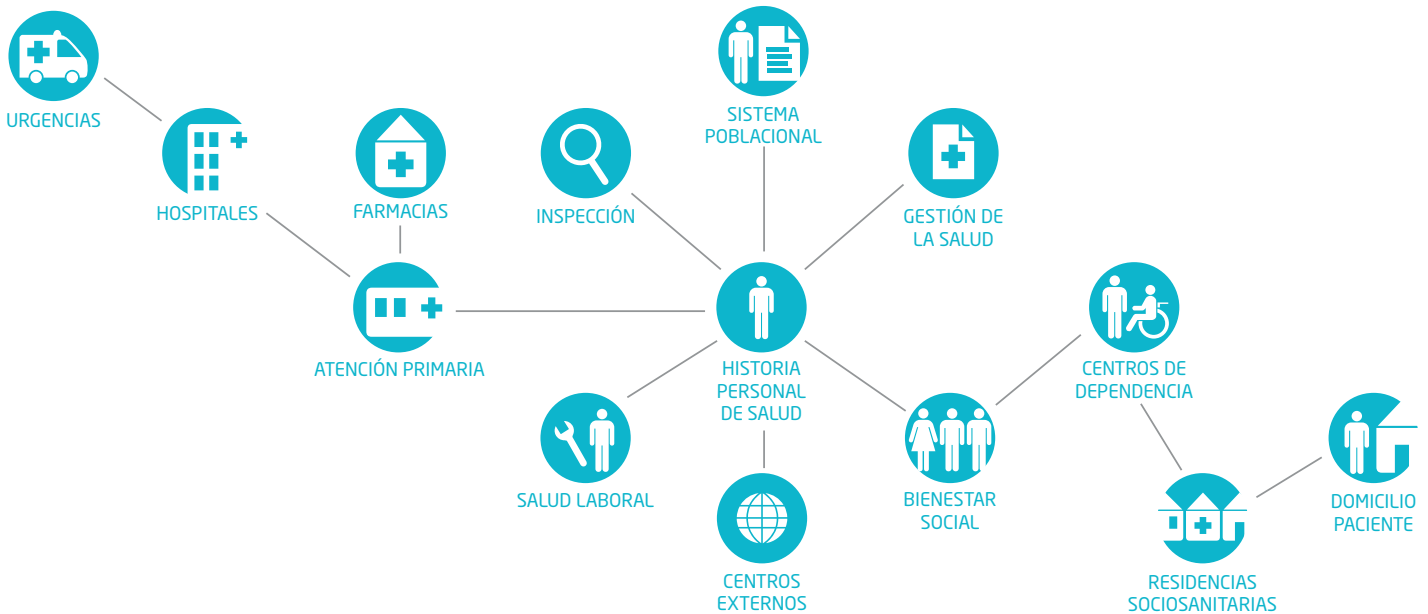 URGENCIAS
HOSPITALES
FARMACIAS
INSPECCIÓN
SISTEMA
POBLACIONAL
GESTIÓN DE
LA SALUD
ATENCIÓN PRIMARIA
HISTORIA
PERSONAL
DE SALUD
CENTROS DE
DEPENDENCIA
SALUD LABORAL
CENTROS
EXTERNOS
BIENESTAR
SOCIAL
RESIDENCIAS
SOCIOSANITARIAS
DOMICILIO
PACIENTE